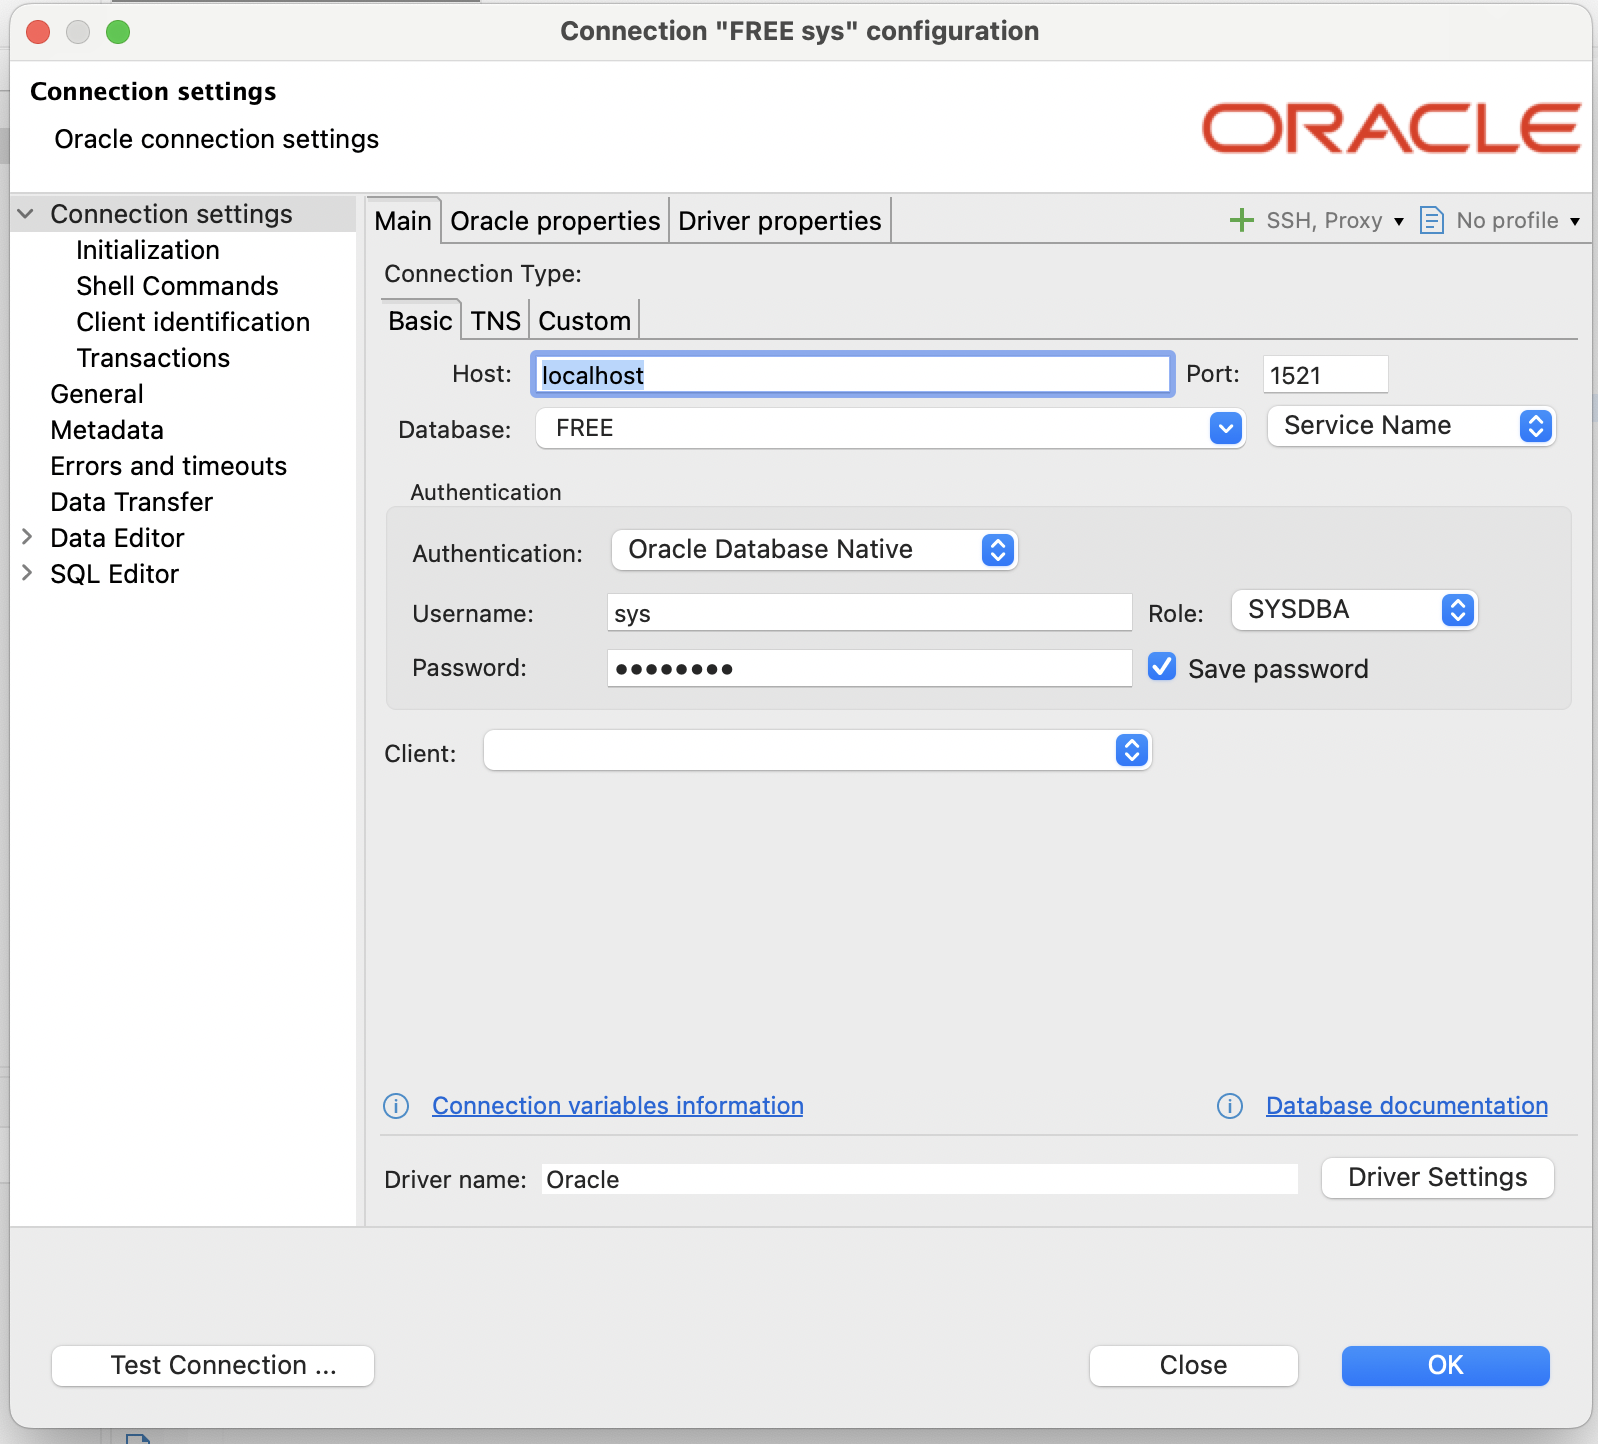 Connection "FREE sys" configuration
Connection settings
Oracle connection settings
ORACLE
Connection settings
Initialization
Shell Commands
Client identification
Transactions
General
Metadata
Errors and timeouts
Data Transfer
Data Editor
SQL Editor
Main Oracle properties Driver properties SSH, Proxy No profile
Connection Type:
Basic TNS Custom
Host: localhost Port: 1521
Database: FREE Service Name
Authentication
Authentication: Oracle Database Native
Username: sys Role: SYSDBA
Password: •••••••• Save password
Client:
Connection variables information Database documentation
Driver name: Oracle Driver Settings
Test Connection ... Close OK